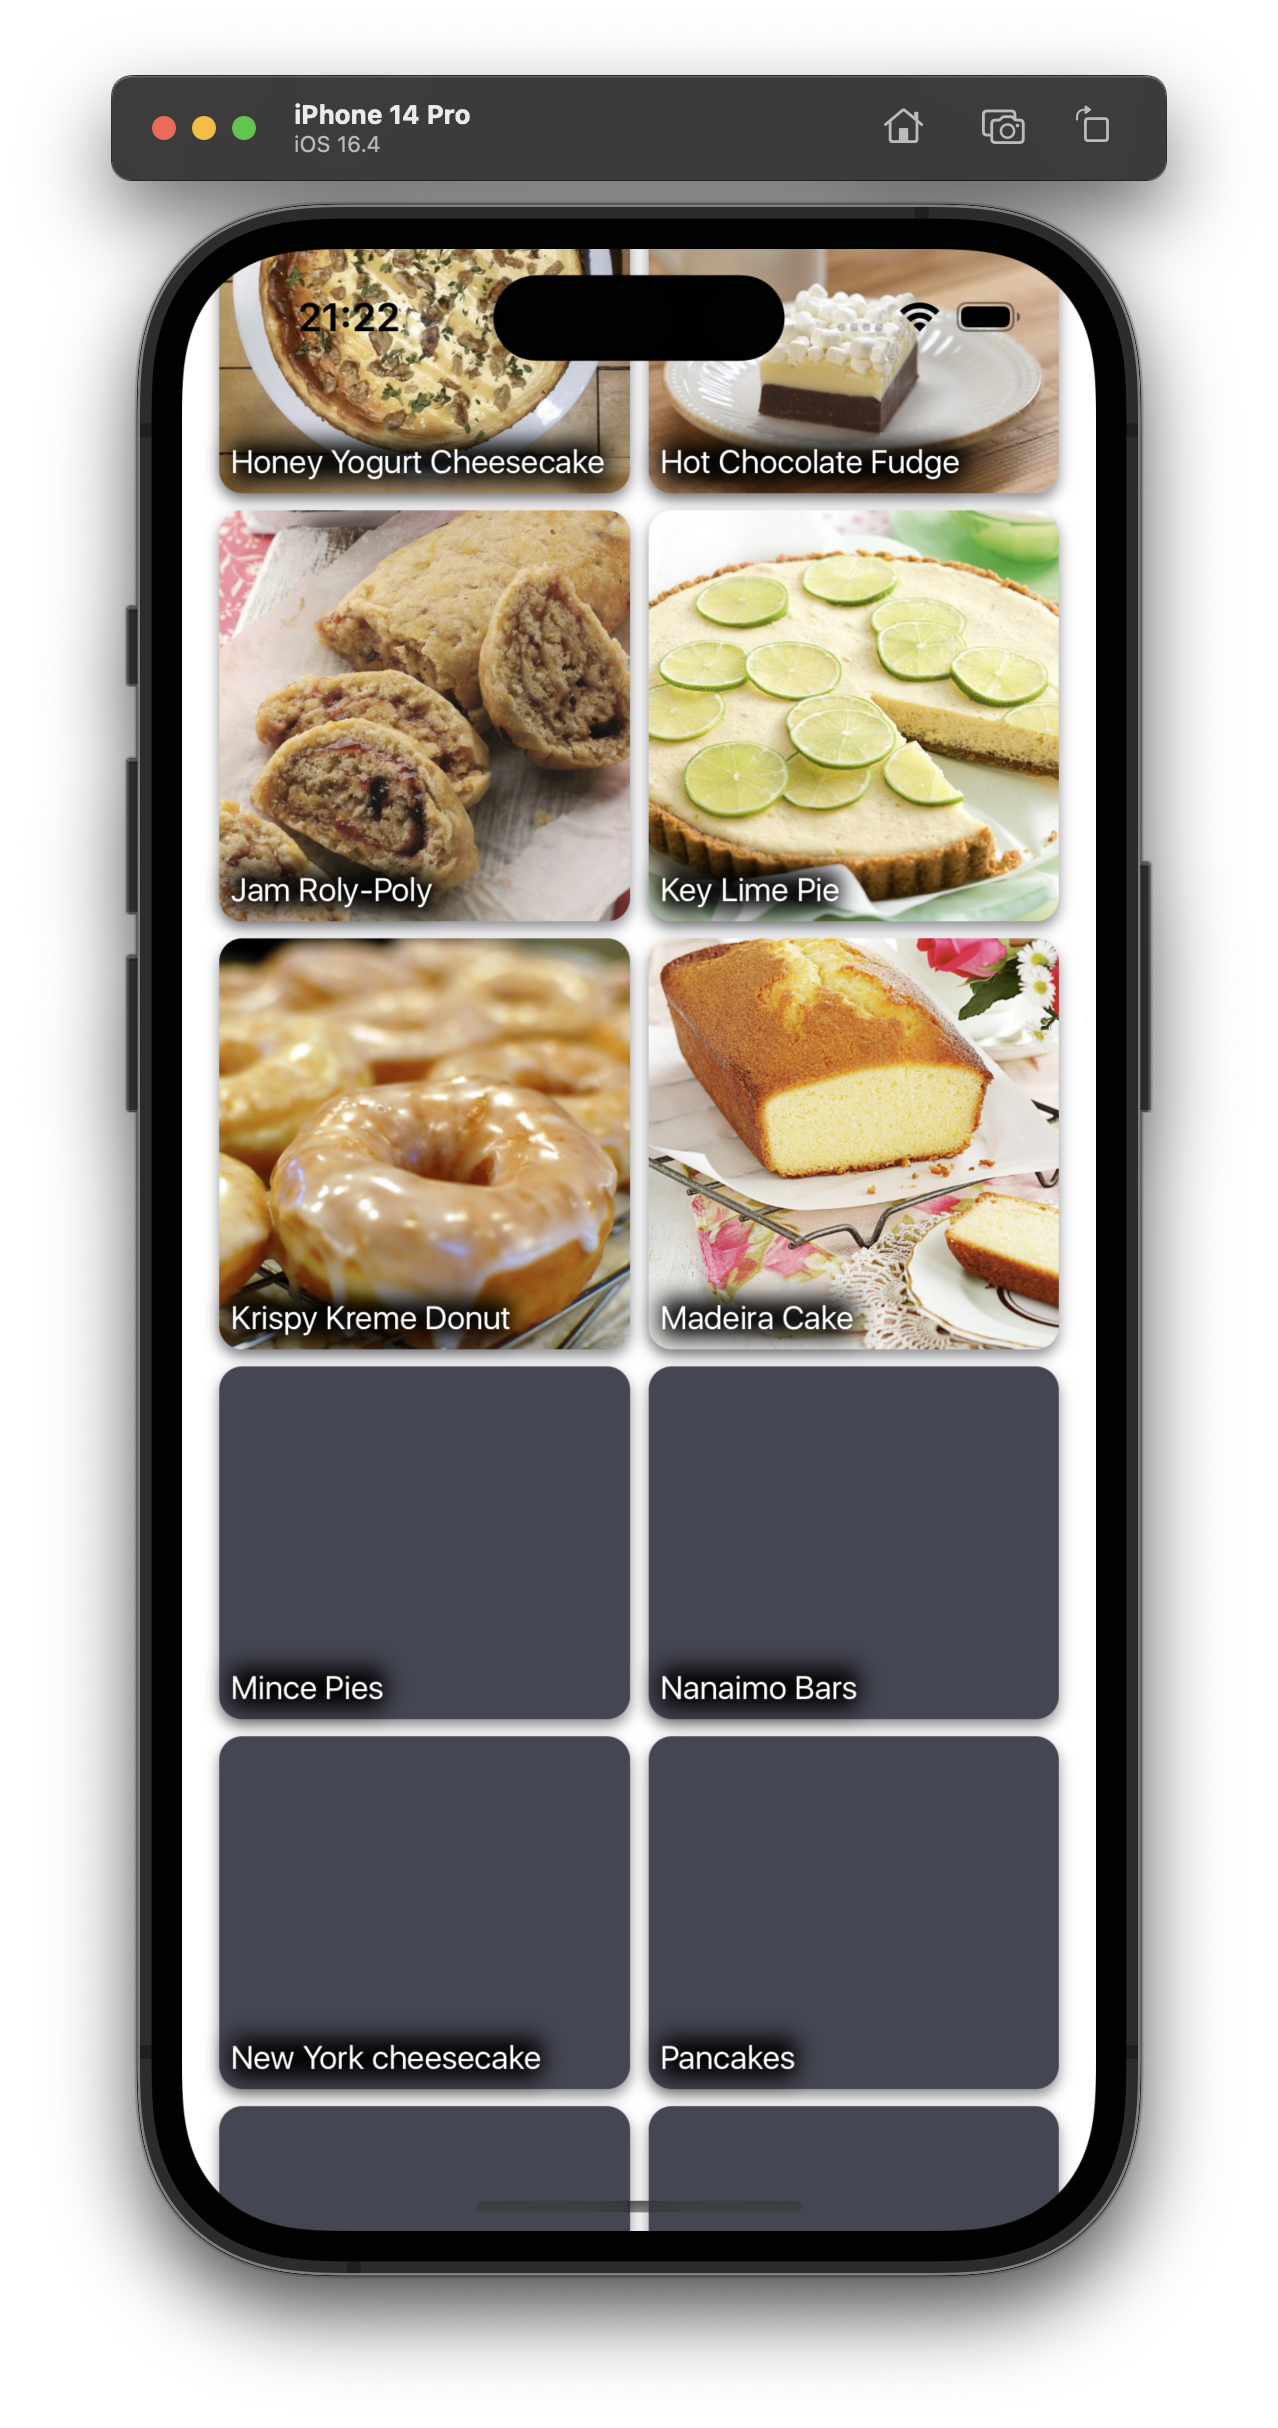 iPhone 14 Pro
iOS 16.4
21:22
Honey Yogurt Cheesecake
Hot Chocolate Fudge
Jam Roly-Poly
Key Lime Pie
Krispy Kreme Donut
Madeira Cake
Mince Pies
Nanaimo Bars
New York cheesecake
Pancakes